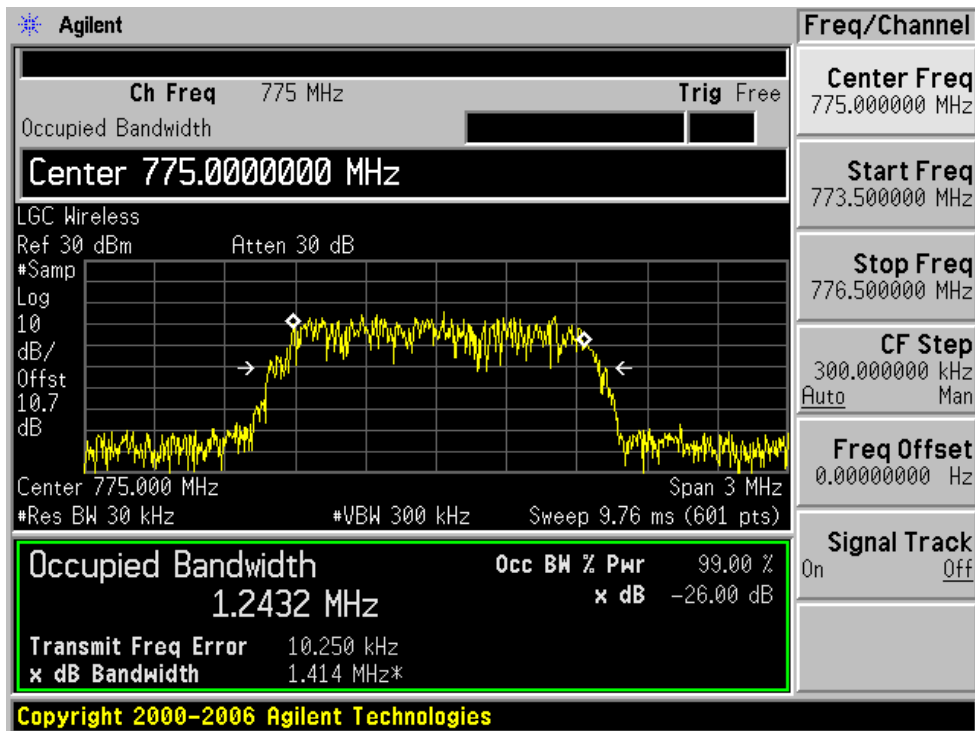 Agilent
Freq/Channel
Ch Freq 775 MHz Trig Free
Occupied Bandwidth
Center 775.0000000 MHz
LGC Wireless
Ref 30 dBm Atten 30 dB
#Samp
Log
10
dB/
Offst
10.7
dB
Center 775.000 MHz Span 3 MHz
#Res BW 30 kHz #VBW 300 kHz Sweep 9.76 ms (601 pts)
Occupied Bandwidth Occ BW % Pwr 99.00 %
1.2432 MHz x dB -26.00 dB
Transmit Freq Error 10.250 kHz
x dB Bandwidth 1.414 MHz*
Copyright 2000-2006 Agilent Technologies
Center Freq
775.000000 MHz
Start Freq
773.500000 MHz
Stop Freq
776.500000 MHz
CF Step
300.000000 kHz
Auto Man
Freq Offset
0.00000000 Hz
Signal Track
On Off